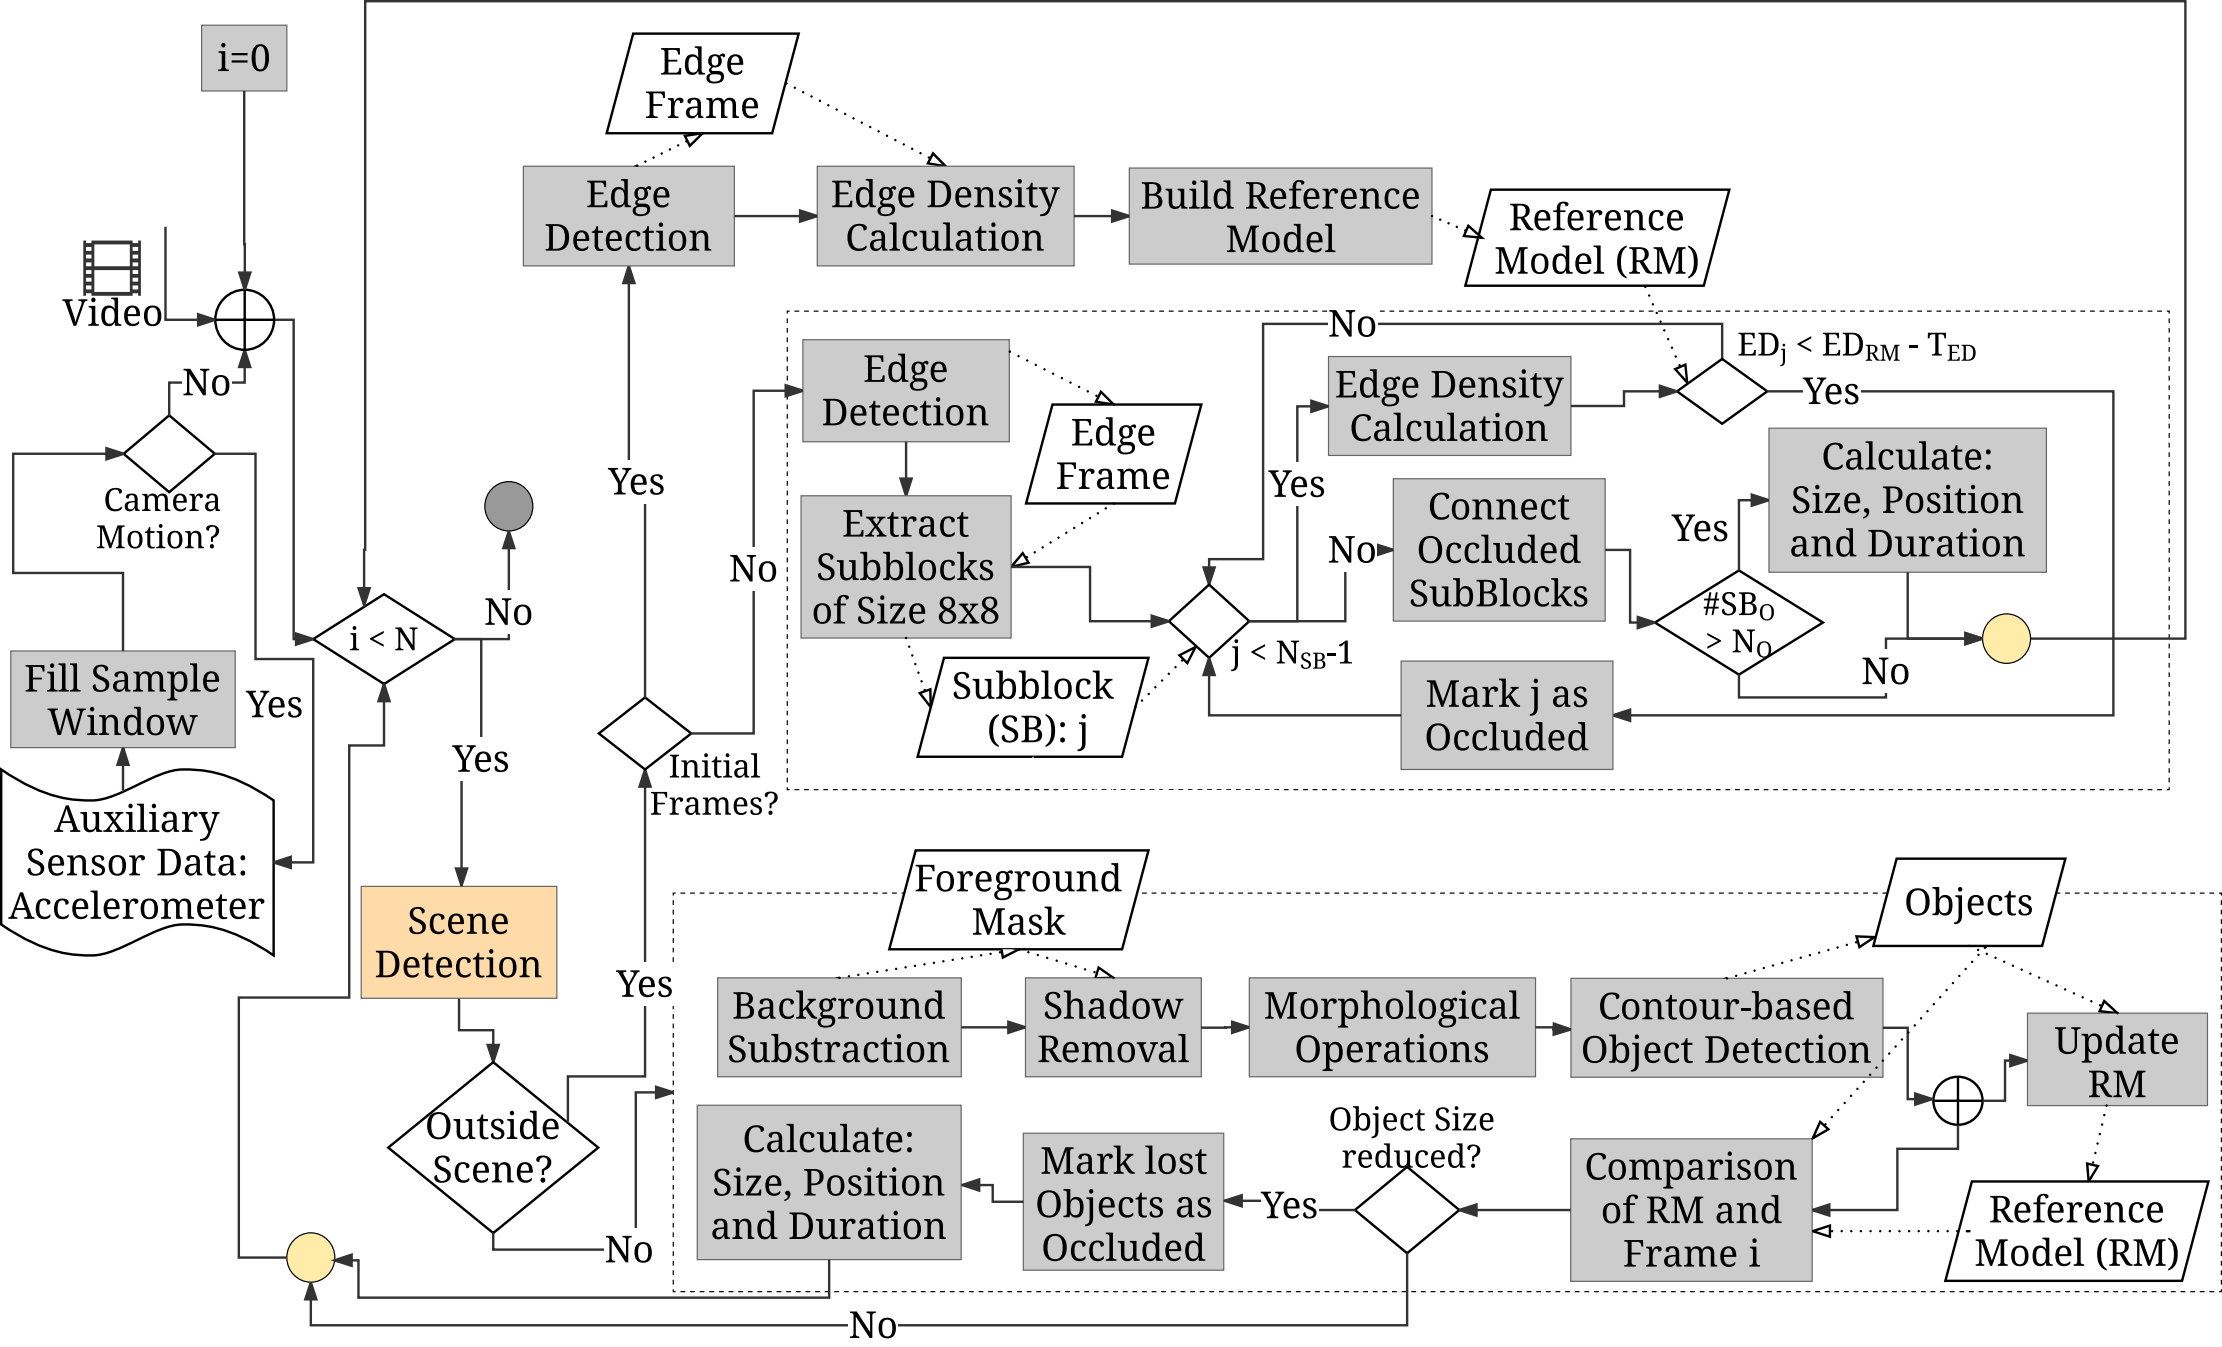 i=0
Video
No
Camera
Motion?
Fill Sample
Window
Yes
Auxiliary
Sensor Data:
Accelerometer
i < N
No
Yes
Scene
Detection
Outside
Scene?
Yes
No
Initial
Frames?
Yes
No
Edge
Frame
Edge
Detection
Edge Density
Calculation
Build Reference
Model
Reference
Model (RM)
Edge
Detection
Edge
Frame
Extract
Subblocks
of Size 8x8
Subblock
(SB): j
j < NSB-1
Yes
No
No
Edge Density
Calculation
EDj < EDRM - TED
Yes
Connect
Occluded
SubBlocks
#SBO
> NO
Yes
No
Calculate:
Size, Position
and Duration
Mark j as
Occluded
Foreground
Mask
Objects
Background
Substraction
Shadow
Removal
Morphological
Operations
Contour-based
Object Detection
Update
RM
Reference
Model (RM)
Comparison
of RM and
Frame i
Object Size
reduced?
Yes
Mark lost
Objects as
Occluded
Calculate:
Size, Position
and Duration
No